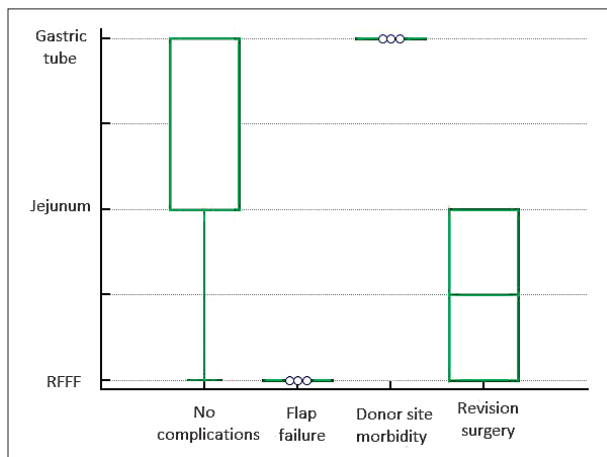 Gastric
tube
Jejunum
RFFF
No
complications
Flap
failure
Donor site
morbidity
Revision
surgery